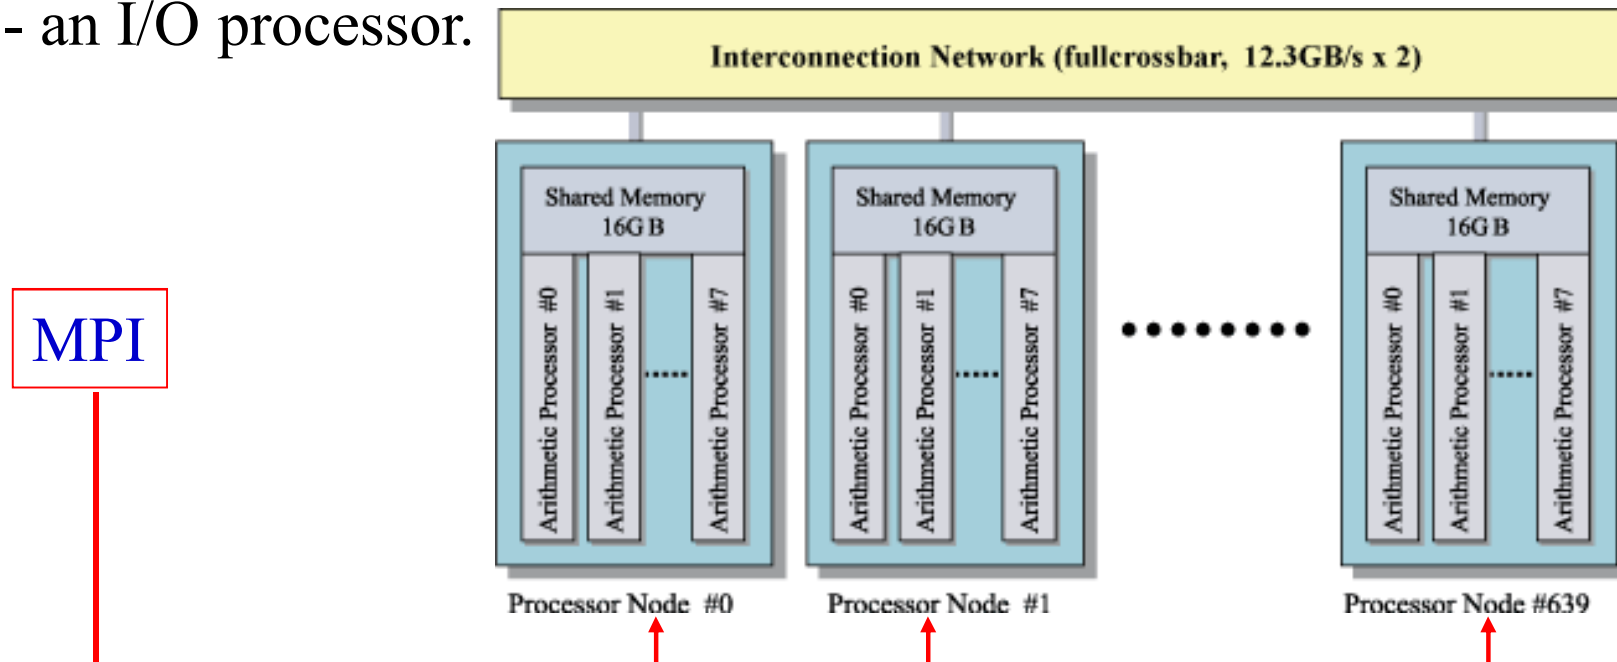 - an I/O processor.
Interconnection Network (fullcrossbar, 12.3GB/s x 2)
Shared Memory
16GB
Arithmetic Processor #0
Arithmetic Processor #1
Arithmetic Processor #7
Processor Node #0
Shared Memory
16GB
Arithmetic Processor #0
Arithmetic Processor #1
Arithmetic Processor #7
Processor Node #1
Shared Memory
16GB
Arithmetic Processor #0
Arithmetic Processor #1
Arithmetic Processor #7
Processor Node #639
MPI